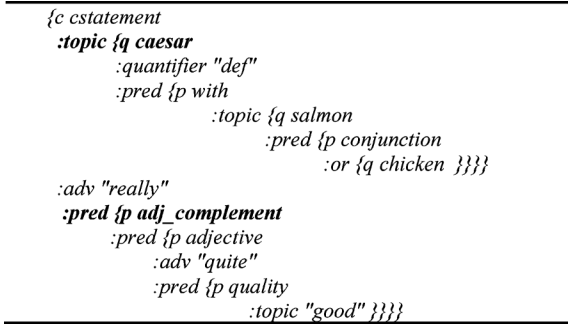 {c cstatement
:topic {q caesar
:quantifier "def"
:pred {p with
:topic {q salmon
:pred {p conjunction
:or {q chicken }}}}
:adv "really"
:pred {p adj_complement
:pred {p adjective
:adv "quite"
:pred {p quality
:topic "good" }}}}